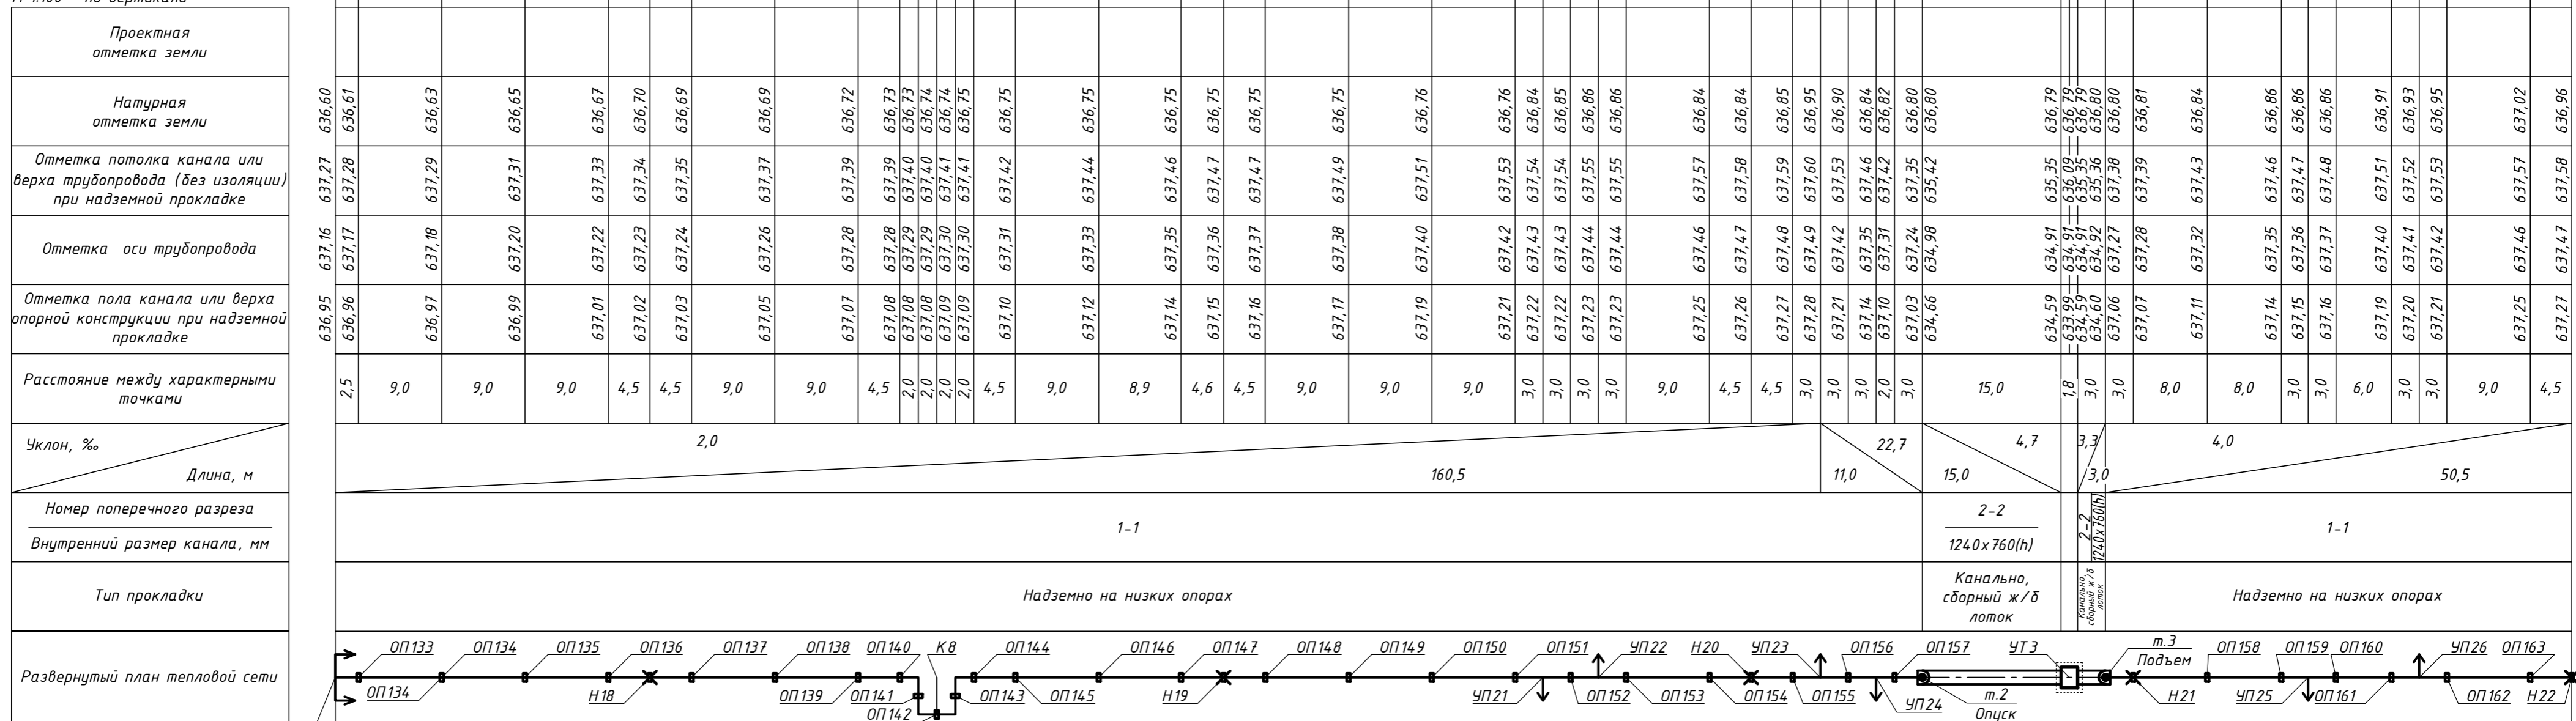 Проектная
отметка земли
Натурная
отметка земли
636,60 636,61 636,63 636,65 636,67 636,70 636,69 636,69 636,72 636,73 636,73 636,74 636,74 636,75 636,75 636,75 636,75 636,75 636,75 636,75 636,76 636,76 636,84 636,85 636,86 636,86 636,84 636,84 636,85 636,95 636,90 636,84 636,82 636,80 636,80 636,79 636,79 636,79 636,80 636,80 636,81 636,84 636,86 636,86 636,86 636,91 636,93 636,95 637,02 636,96
Отметка потолка канала или
верха трубопровода (без изоляции)
при надземной прокладке
637,27 637,28 637,29 637,31 637,33 637,34 637,35 637,37 637,39 637,39 637,40 637,40 637,41 637,41 637,42 637,44 637,46 637,47 637,47 637,49 637,51 637,53 637,54 637,54 637,55 637,55 637,57 637,58 637,59 637,60 637,53 637,46 637,42 637,35 635,42 635,35 636,09 635,35 635,36 637,38 637,39 637,43 637,46 637,47 637,48 637,51 637,52 637,53 637,57 637,58
Отметка оси трубопровода
637,16 637,17 637,18 637,20 637,22 637,23 637,24 637,26 637,28 637,28 637,29 637,29 637,30 637,30 637,31 637,33 637,35 637,36 637,37 637,38 637,40 637,42 637,43 637,43 637,44 637,44 637,46 637,47 637,48 637,49 637,42 637,35 637,31 637,24 634,98 634,91 634,91 634,91 634,92 637,27 637,28 637,32 637,35 637,36 637,37 637,40 637,41 637,42 637,46 637,47
Отметка пола канала или верха
опорной конструкции при надземной
прокладке
636,95 636,96 636,97 636,99 637,01 637,02 637,03 637,05 637,07 637,08 637,08 637,08 637,09 637,09 637,10 637,12 637,14 637,15 637,16 637,17 637,19 637,21 637,22 637,22 637,23 637,23 637,25 637,26 637,27 637,28 637,21 637,14 637,10 637,03 634,66 634,59 633,99 634,59 634,60 637,06 637,07 637,11 637,14 637,15 637,16 637,19 637,20 637,21 637,25 637,27
Расстояние между характерными
точками
2,5 9,0 9,0 9,0 4,5 4,5 9,0 9,0 4,5 2,0 2,0 2,0 2,0 4,5 9,0 8,9 4,6 4,5 9,0 9,0 9,0 3,0 3,0 3,0 3,0 9,0 4,5 4,5 3,0 3,0 3,0 2,0 3,0 15,0 1,8 3,0 3,0 8,0 8,0 3,0 3,0 6,0 3,0 3,0 9,0 4,5
Уклон, ‰
2,0 22,7 4,7 3,3 4,0
Длина, м
160,5 11,0 15,0 3,0 50,5
Номер поперечного разреза
Внутренний размер канала, мм
1-1
2-2
1240х760(h)
2-2
1240х760(h)
1-1
Тип прокладки
Надземно на низких опорах
Канально,
сборный ж/б
лоток
Канально,
сборный ж/б
лоток
Надземно на низких опорах
Развернутый план тепловой сети
ОП133 ОП134 ОП135 ОП136 ОП137 ОП138 ОП140 К8 ОП144 ОП146 ОП147 ОП148 ОП149 ОП150 ОП151 УП22 Н20 УП23 ОП156 ОП157 УТ3 т.3 ОП158 ОП159 ОП160 УП26 ОП163
Подъем
ОП134 Н18 ОП139 ОП141 ОП143 ОП145 Н19 УП21 ОП152 ОП153 ОП154 ОП155 УП24 т.2 Н21 УП25 ОП161 ОП162 Н22
ОП142 Опуск